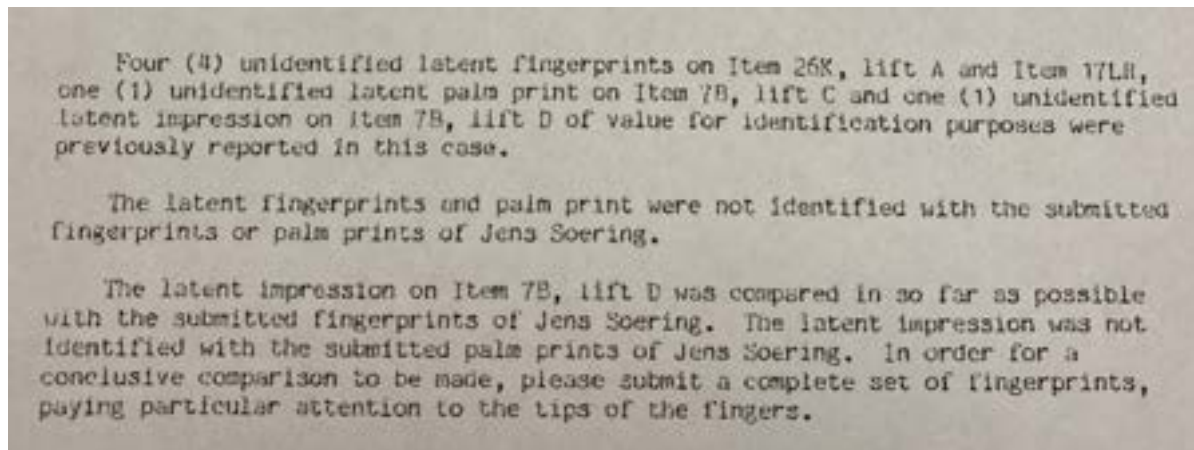 Four (4) unidentified latent fingerprints on Item 26K, lift A and Item 17LR,
one (1) unidentified latent palm print on Item 7B, lift C and one (1) unidentified
latent impression on Item 7B, lift D of value for identification purposes were
previously reported in this case.
The latent fingerprints and palm print were not identified with the submitted
fingerprints or palm prints of Jens Soering.
The latent impression on Item 7B, lift D was compared in so far as possible
with the submitted fingerprints of Jens Soering. The latent impression was not
identified with the submitted palm prints of Jens Soering. In order for a
conclusive comparison to be made, please submit a complete set of fingerprints,
paying particular attention to the tips of the fingers.